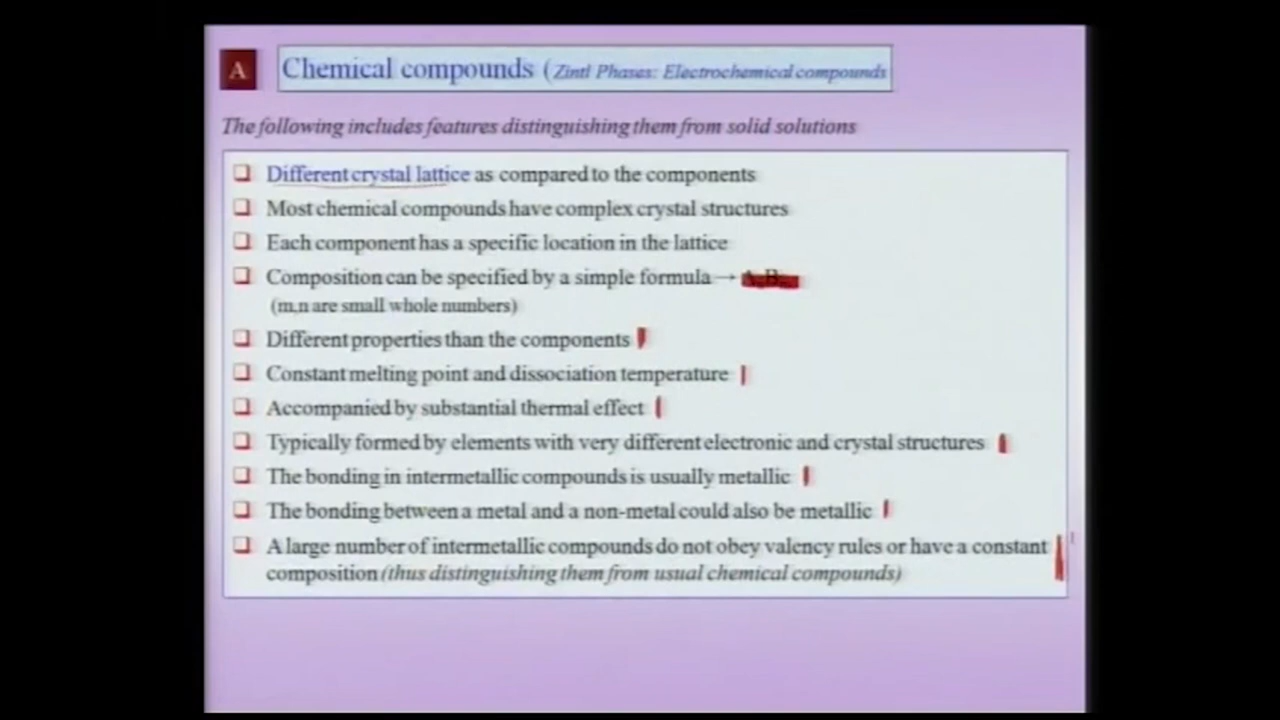 A
Chemical compounds (Zintl Phases: Electrochemical compounds
The following includes features distinguishing them from solid solutions
Different crystal lattice as compared to the components
Most chemical compounds have complex crystal structures
Each component has a specific location in the lattice
Composition can be specified by a simple formula →
(m,n are small whole numbers)
Different properties than the components
Constant melting point and dissociation temperature
Accompanied by substantial thermal effect
Typically formed by elements with very different electronic and crystal structures
The bonding in intermetallic compounds is usually metallic
The bonding between a metal and a non-metal could also be metallic
A large number of intermetallic compounds do not obey valency rules or have a constant
composition (thus distinguishing them from usual chemical compounds)